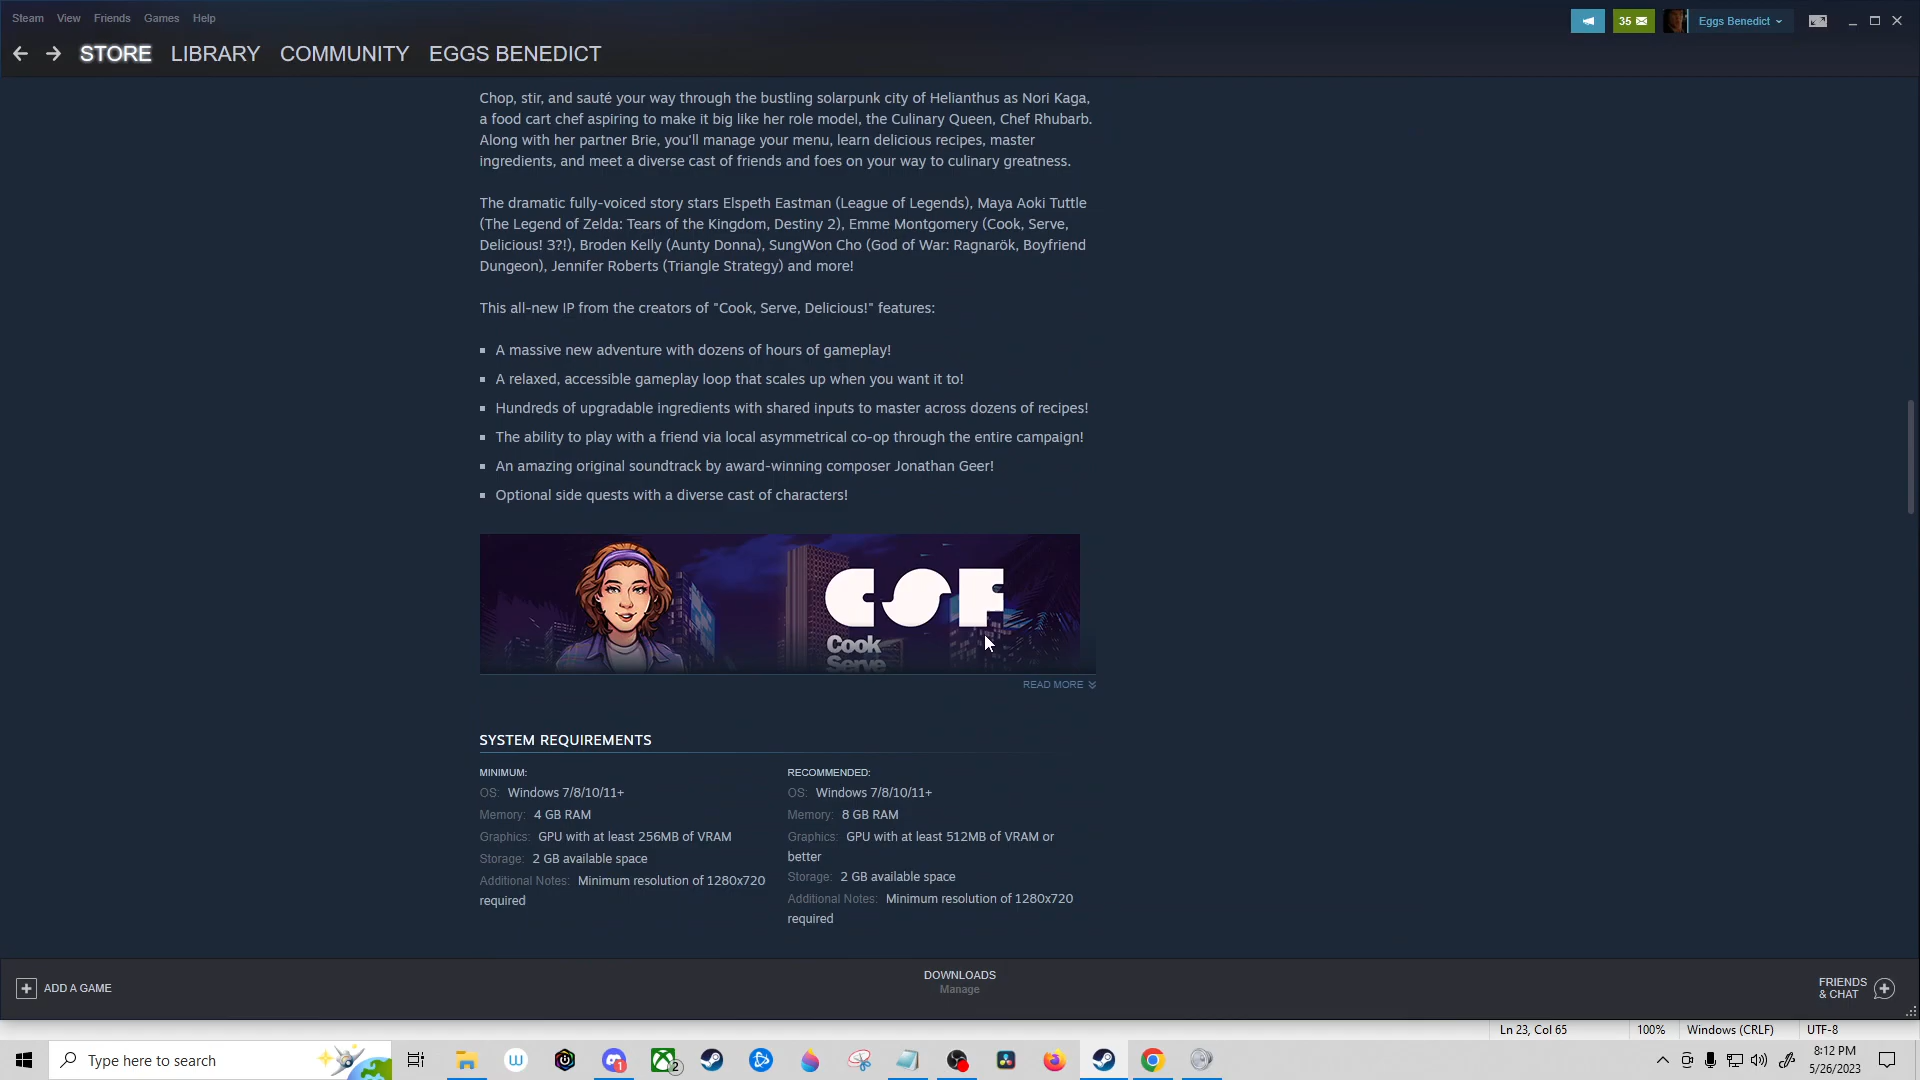 Steam View Friends Games Help
35
Eggs Benedict
STORE LIBRARY COMMUNITY EGGS BENEDICT
Chop, stir, and sauté your way through the bustling solarpunk city of Helianthus as Nori Kaga,
a food cart chef aspiring to make it big like her role model, the Culinary Queen, Chef Rhubarb.
Along with her partner Brie, you'll manage your menu, learn delicious recipes, master
ingredients, and meet a diverse cast of friends and foes on your way to culinary greatness.
The dramatic fully-voiced story stars Elspeth Eastman (League of Legends), Maya Aoki Tuttle
(The Legend of Zelda: Tears of the Kingdom, Destiny 2), Emme Montgomery (Cook, Serve,
Delicious! 3?!), Broden Kelly (Aunty Donna), SungWon Cho (God of War: Ragnarök, Boyfriend
Dungeon), Jennifer Roberts (Triangle Strategy) and more!
This all-new IP from the creators of "Cook, Serve, Delicious!" features:
A massive new adventure with dozens of hours of gameplay!
A relaxed, accessible gameplay loop that scales up when you want it to!
Hundreds of upgradable ingredients with shared inputs to master across dozens of recipes!
The ability to play with a friend via local asymmetrical co-op through the entire campaign!
An amazing original soundtrack by award-winning composer Jonathan Geer!
Optional side quests with a diverse cast of characters!
CSF
Cook
Serve
READ MORE
SYSTEM REQUIREMENTS
MINIMUM:
OS: Windows 7/8/10/11+
Memory: 4 GB RAM
Graphics: GPU with at least 256MB of VRAM
Storage: 2 GB available space
Additional Notes: Minimum resolution of 1280x720
required
RECOMMENDED:
OS: Windows 7/8/10/11+
Memory: 8 GB RAM
Graphics: GPU with at least 512MB of VRAM or
better
Storage: 2 GB available space
Additional Notes: Minimum resolution of 1280x720
required
ADD A GAME
DOWNLOADS
Manage
FRIENDS
& CHAT
Ln 23, Col 65 100% Windows (CRLF) UTF-8
Type here to search
W
1
2
8:12 PM
5/26/2023